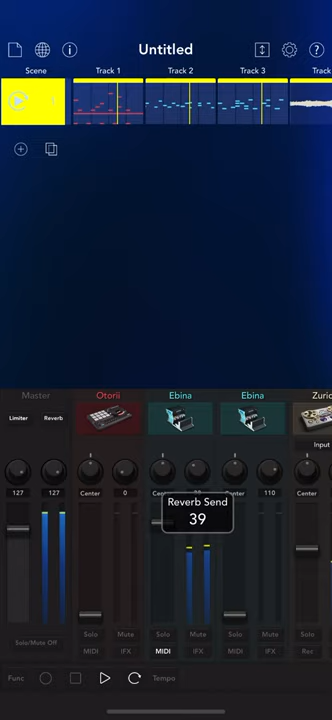 Untitled
Scene Track 1 Track 2 Track 3 Track
1
Master Otorii Ebina Ebina Zuric
Limiter Reverb
Input
127 127 Center 0 Center 110
Reverb Send
39
Solo Mute Solo Mute Solo Mute Solo
Solo/Mute Off MIDI IFX MIDI IFX MIDI IFX Rec
Func Tempo